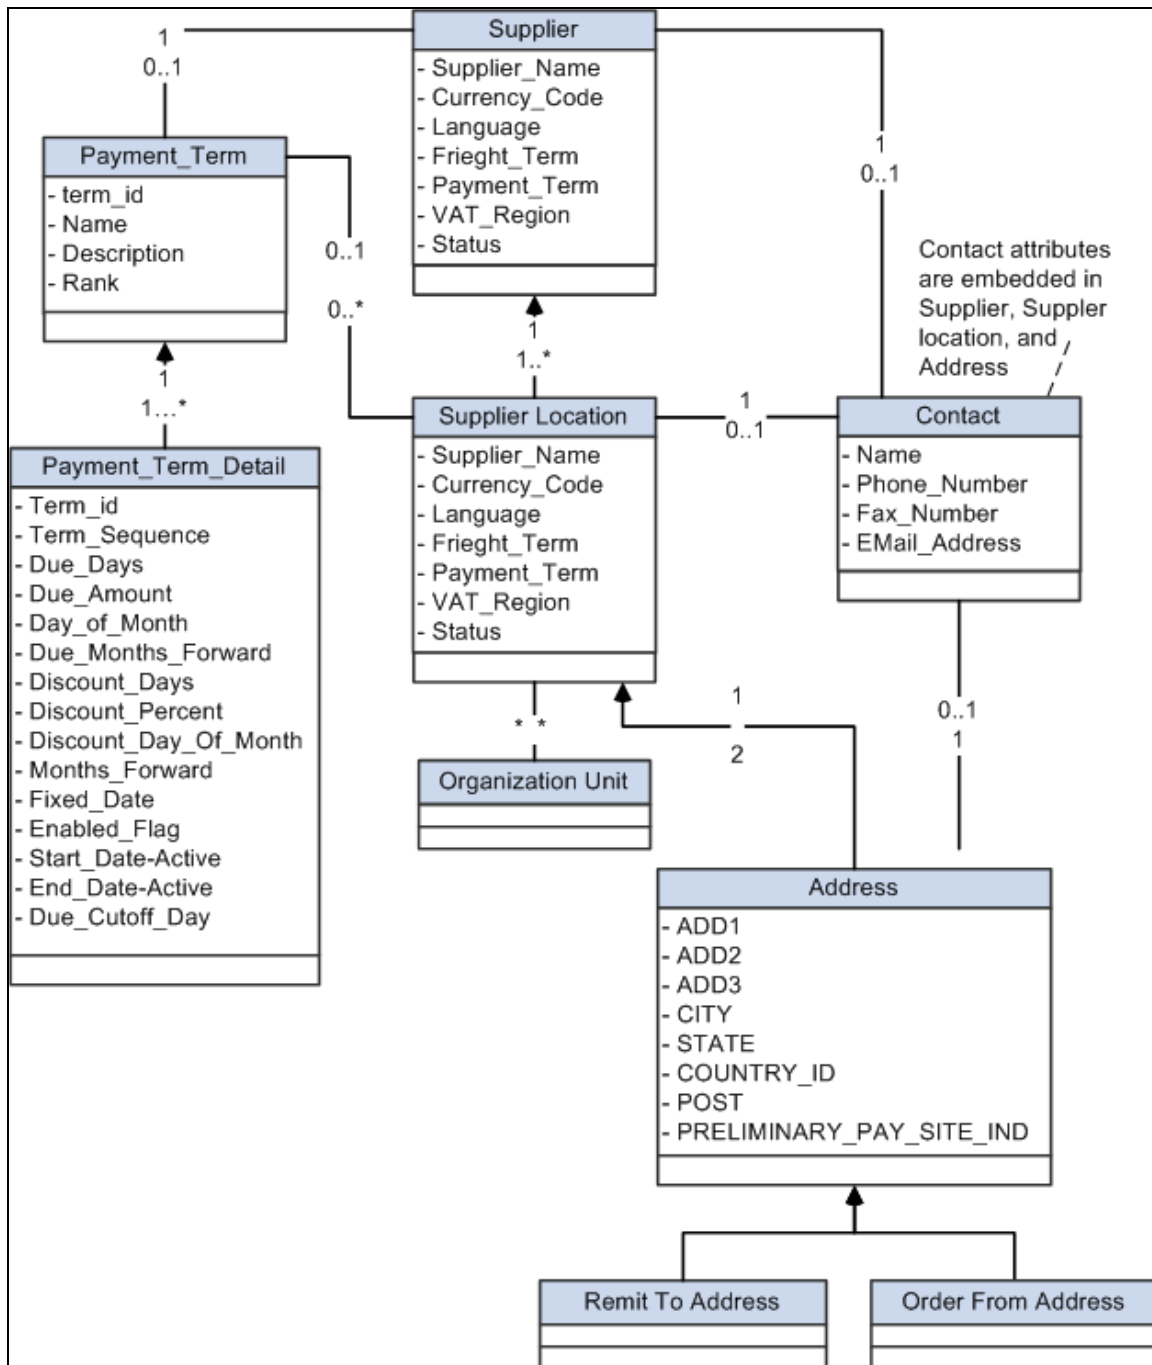 Supplier
- Supplier_Name
- Currency_Code
- Language
- Frieght_Term
- Payment_Term
- VAT_Region
- Status
1
0..1
Payment_Term
- term_id
- Name
- Description
- Rank
0..1
0..*
1
0..1
Contact attributes
are embedded in
Supplier, Suppler
location, and
Address
1
1..*
1
1...*
Supplier Location
- Supplier_Name
- Currency_Code
- Language
- Frieght_Term
- Payment_Term
- VAT_Region
- Status
1
0..1
Contact
- Name
- Phone_Number
- Fax_Number
- EMail_Address
Payment_Term_Detail
- Term_id
- Term_Sequence
- Due_Days
- Due_Amount
- Day_of_Month
- Due_Months_Forward
- Discount_Days
- Discount_Percent
- Discount_Day_Of_Month
- Months_Forward
- Fixed_Date
- Enabled_Flag
- Start_Date-Active
- End_Date-Active
- Due_Cutoff_Day
* *
1
2
0..1
1
Organization Unit
Address
- ADD1
- ADD2
- ADD3
- CITY
- STATE
- COUNTRY_ID
- POST
- PRELIMINARY_PAY_SITE_IND
Remit To Address
Order From Address